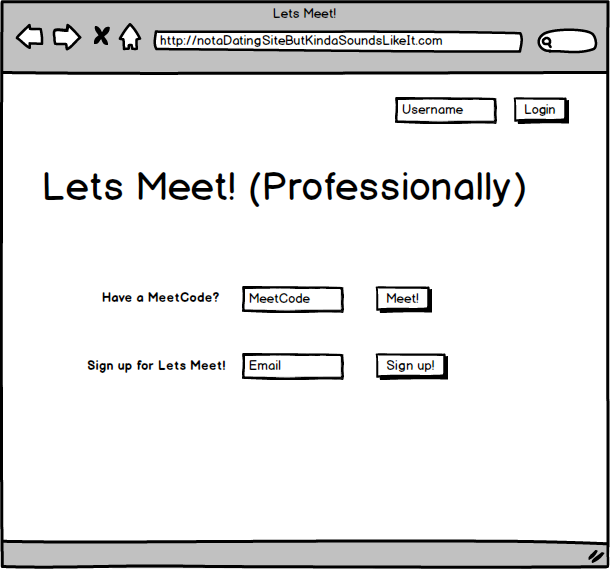 Lets Meet!
http://notaDatingSiteButKindaSoundsLikeIt.com
Username Login
Lets Meet! (Professionally)
Have a MeetCode? MeetCode Meet!
Sign up for Lets Meet! Email Sign up!